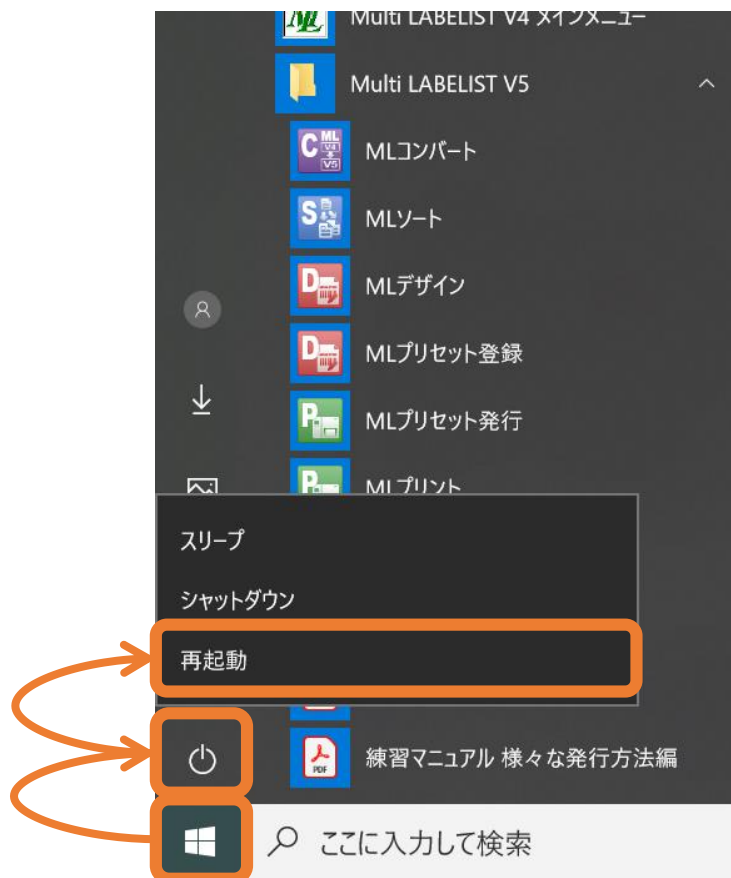 Multi LABELIST V4 メインメニュー
Multi LABELIST V5
MLコンバート
MLソート
MLデザイン
MLプリセット登録
MLプリセット発行
MLプリント
スリープ
シャットダウン
再起動
練習マニュアル 様々な発行方法編
ここに入力して検索